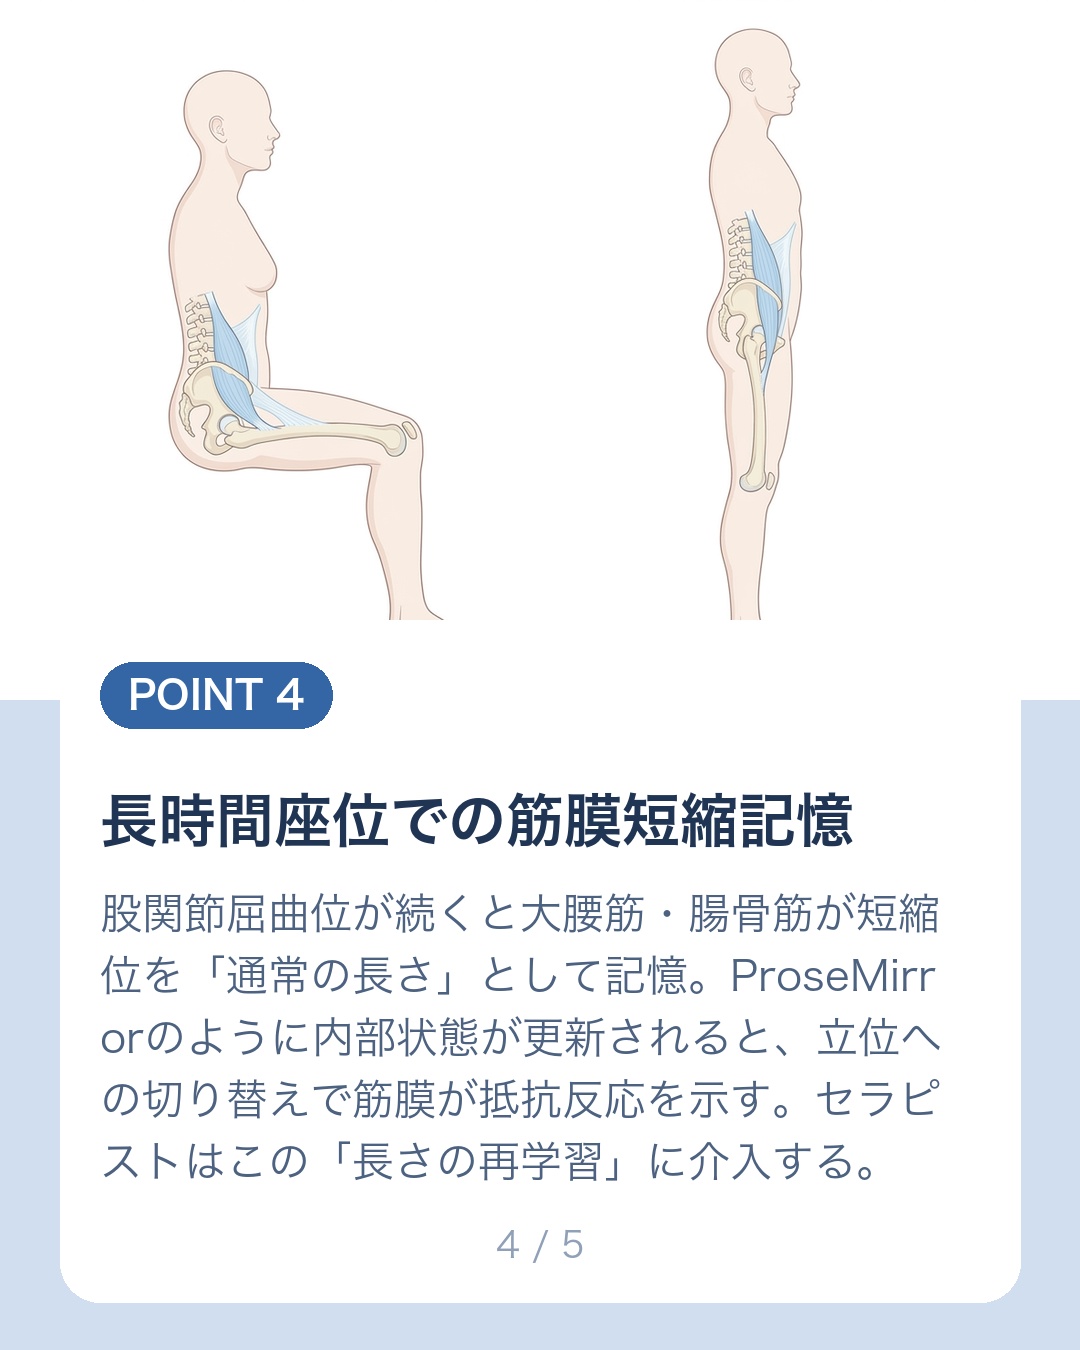 POINT 4
長時間座位での筋膜短縮記憶
股関節屈曲位が続くと大腰筋・腸骨筋が短縮
位を「通常の長さ」として記憶。ProseMirr
orのように内部状態が更新されると、立位へ
の切り替えで筋膜が抵抗反応を示す。セラピ
ストはこの「長さの再学習」に介入する。
4 / 5